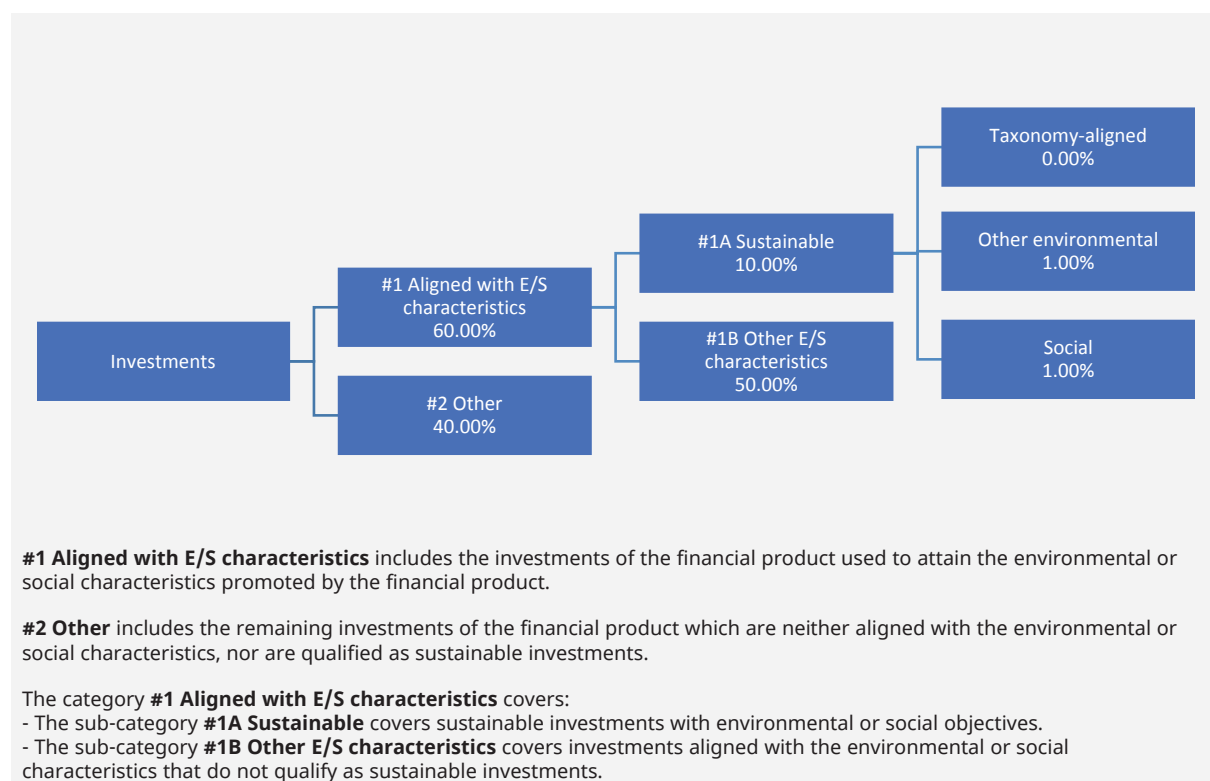 Investments
#1 Aligned with E/S
characteristics
60.00%
#2 Other
40.00%
#1A Sustainable
10.00%
#1B Other E/S
characteristics
50.00%
Taxonomy-aligned
0.00%
Other environmental
1.00%
Social
1.00%
#1 Aligned with E/S characteristics includes the investments of the financial product used to attain the environmental or
social characteristics promoted by the financial product.
#2 Other includes the remaining investments of the financial product which are neither aligned with the environmental or
social characteristics, nor are qualified as sustainable investments.
The category #1 Aligned with E/S characteristics covers:
- The sub-category #1A Sustainable covers sustainable investments with environmental or social objectives.
- The sub-category #1B Other E/S characteristics covers investments aligned with the environmental or social
characteristics that do not qualify as sustainable investments.